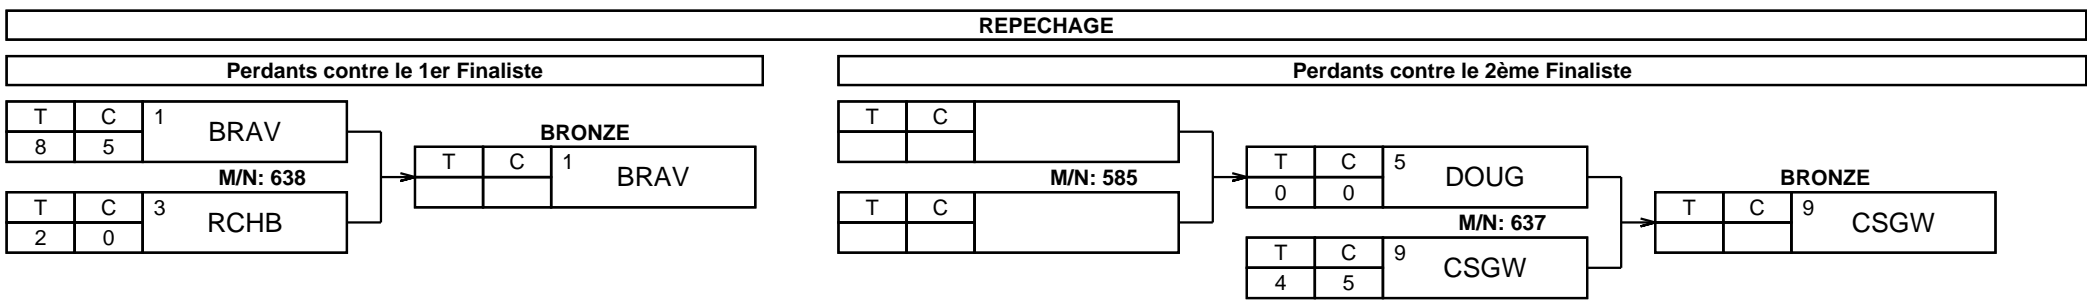 REPECHAGE
Perdants contre le 1er Finaliste
Perdants contre le 2ème Finaliste
T C 1 BRAV
8 5
M/N: 638
T C 3 RCHB
2 0
BRONZE
T C 1 BRAV
T C
M/N: 585
T C
T C 5 DOUG
0 0
M/N: 637
T C 9 CSGW
4 5
BRONZE
T C 9 CSGW